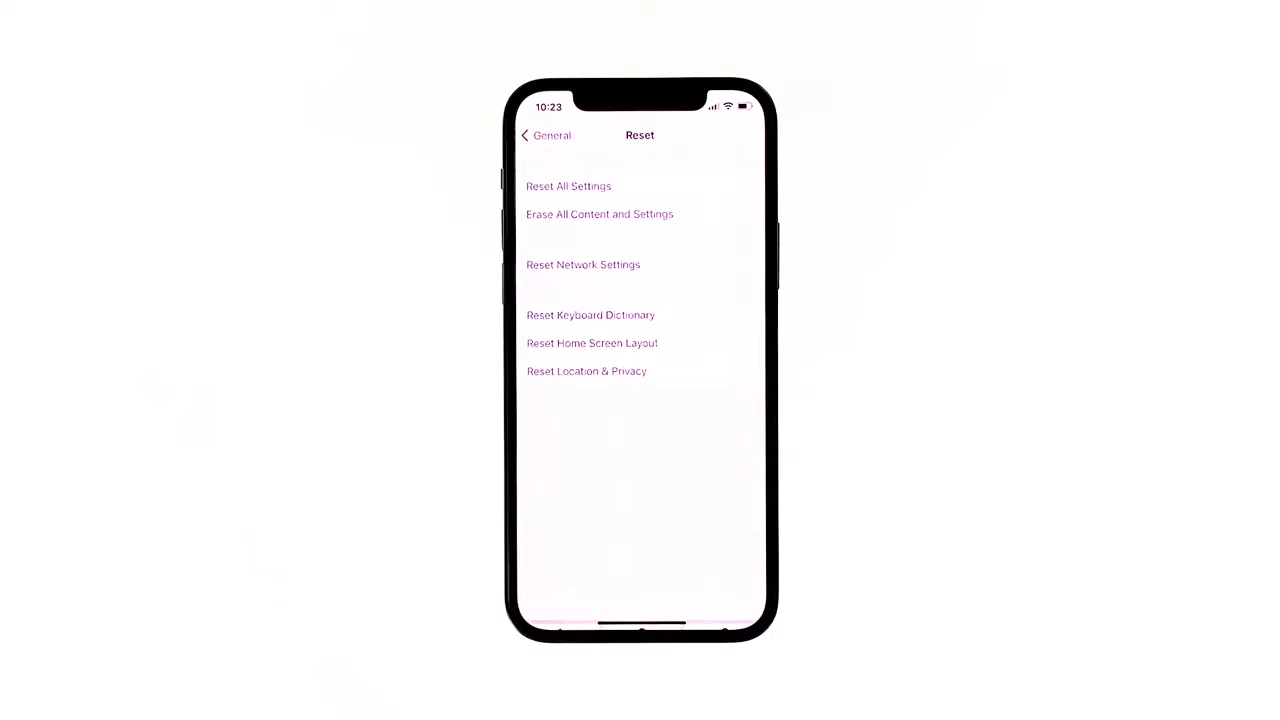 10:23
General
Reset
Reset All Settings
Erase All Content and Settings
Reset Network Settings
Reset Keyboard Dictionary
Reset Home Screen Layout
Reset Location & Privacy